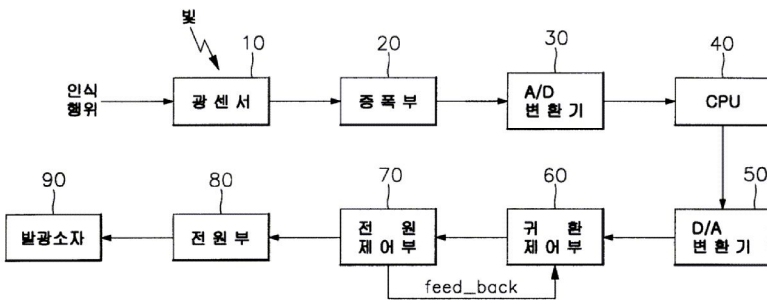 빛
10
20
30
40
인식
행위
광센서
증폭부
A/D
변환기
CPU
90
80
70
60
50
발광소자
전원부
전원
제어부
귀환
제어부
D/A
변환기
feed_back